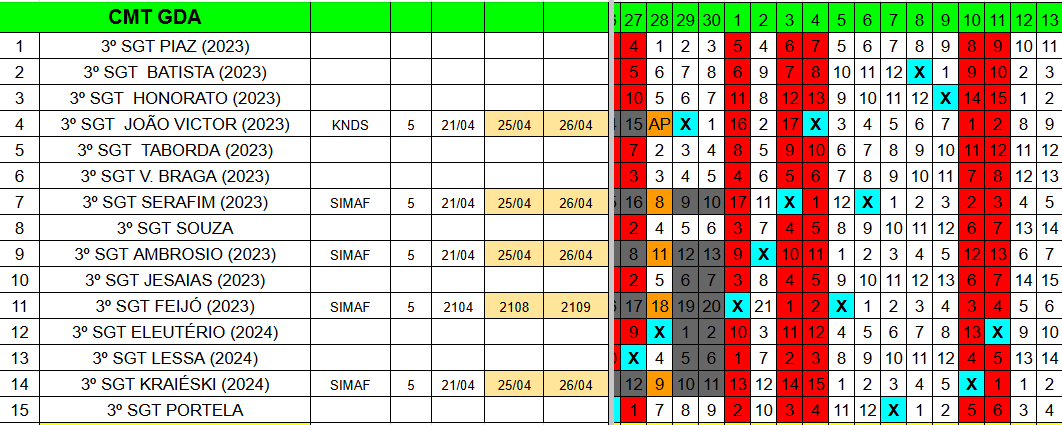 CMT GDA 27 28 29 30 1 2 3 4 5 6 7 8 9 10 11 12 13
1 3º SGT PIAZ (2023) 4 1 2 3 5 4 6 7 5 6 7 8 9 8 9 10 11
2 3º SGT BATISTA (2023) 5 6 7 8 6 9 7 8 10 11 12 X 1 9 10 2 3
3 3º SGT HONORATO (2023) 10 5 6 7 11 8 12 13 9 10 11 12 X 14 15 1 2
4 3º SGT JOÃO VICTOR (2023) KNDS 5 21/04 25/04 26/04 15 AP X 1 16 2 17 X 3 4 5 6 7 1 2 8 9
5 3º SGT TABORDA (2023) 7 2 3 4 8 5 9 10 6 7 8 9 10 11 12 11 12
6 3º SGT V. BRAGA (2023) 3 3 4 5 4 6 5 6 7 8 9 10 11 7 8 12 13
7 3º SGT SERAFIM (2023) SIMAF 5 21/04 25/04 26/04 16 8 9 10 17 11 X 1 12 X 1 2 3 2 3 4 5
8 3º SGT SOUZA 2 4 5 6 3 7 4 5 8 9 10 11 12 6 7 13 14
9 3º SGT AMBROSIO (2023) SIMAF 5 21/04 25/04 26/04 8 11 12 13 9 X 10 11 1 2 3 4 5 12 13 6 7
10 3º SGT JESAIAS (2023) 2 5 6 7 3 8 4 5 9 10 11 12 13 6 7 14 15
11 3º SGT FEIJÓ (2023) SIMAF 5 2104 2108 2109 17 18 19 20 X 21 1 2 X 1 2 3 4 3 4 5 6
12 3º SGT ELEUTÉRIO (2024) 9 X 1 2 10 3 11 12 4 5 6 7 8 13 X 9 10
13 3º SGT LESSA (2024) X 4 5 6 1 7 2 3 8 9 10 11 12 4 5 13 14
14 3º SGT KRAIÉSKI (2024) SIMAF 5 21/04 25/04 26/04 12 9 10 11 13 12 14 15 1 2 3 4 5 X 1 1 2
15 3º SGT PORTELA 1 7 8 9 2 10 3 4 11 12 X 1 2 5 6 3 4